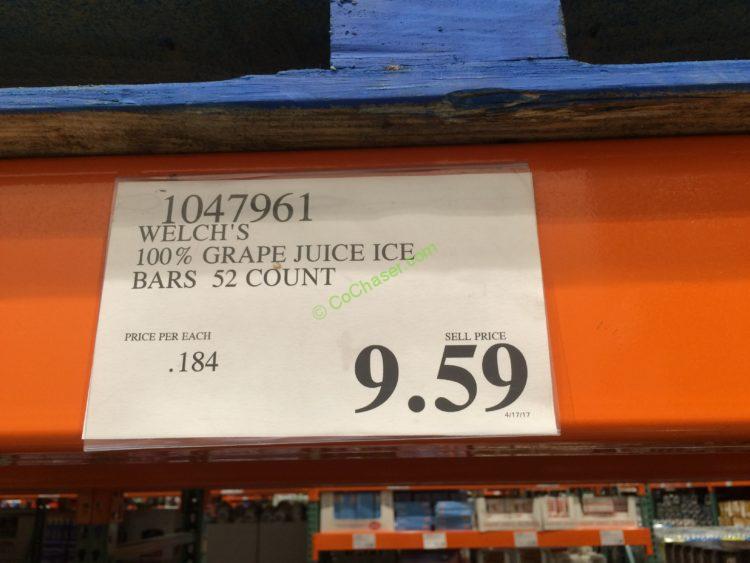 1047961
WELCH'S
100% GRAPE JUICE ICE
BARS 52 COUNT
© CoChaser.com
PRICE PER EACH
.184
SELL PRICE
9.59
4/17/17